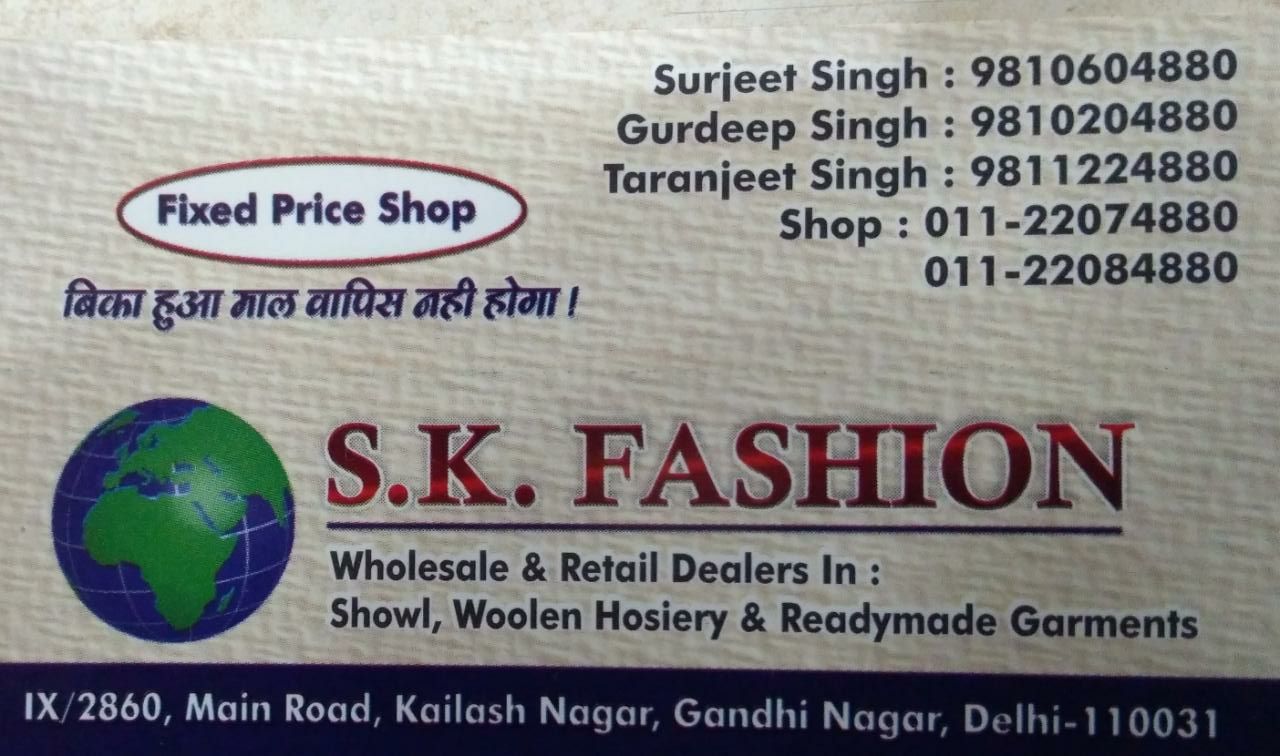 Surjeet Singh : 9810604880
Gurdeep Singh : 9810204880
Taranjeet Singh : 9811224880
Shop : 011-22074880
011-22084880
Fixed Price Shop
बिका हुआ माल वापिस नही होगा !
S.K. FASHION
Wholesale & Retail Dealers In :
Showl, Woolen Hosiery & Readymade Garments
IX/2860, Main Road, Kailash Nagar, Gandhi Nagar, Delhi-110031